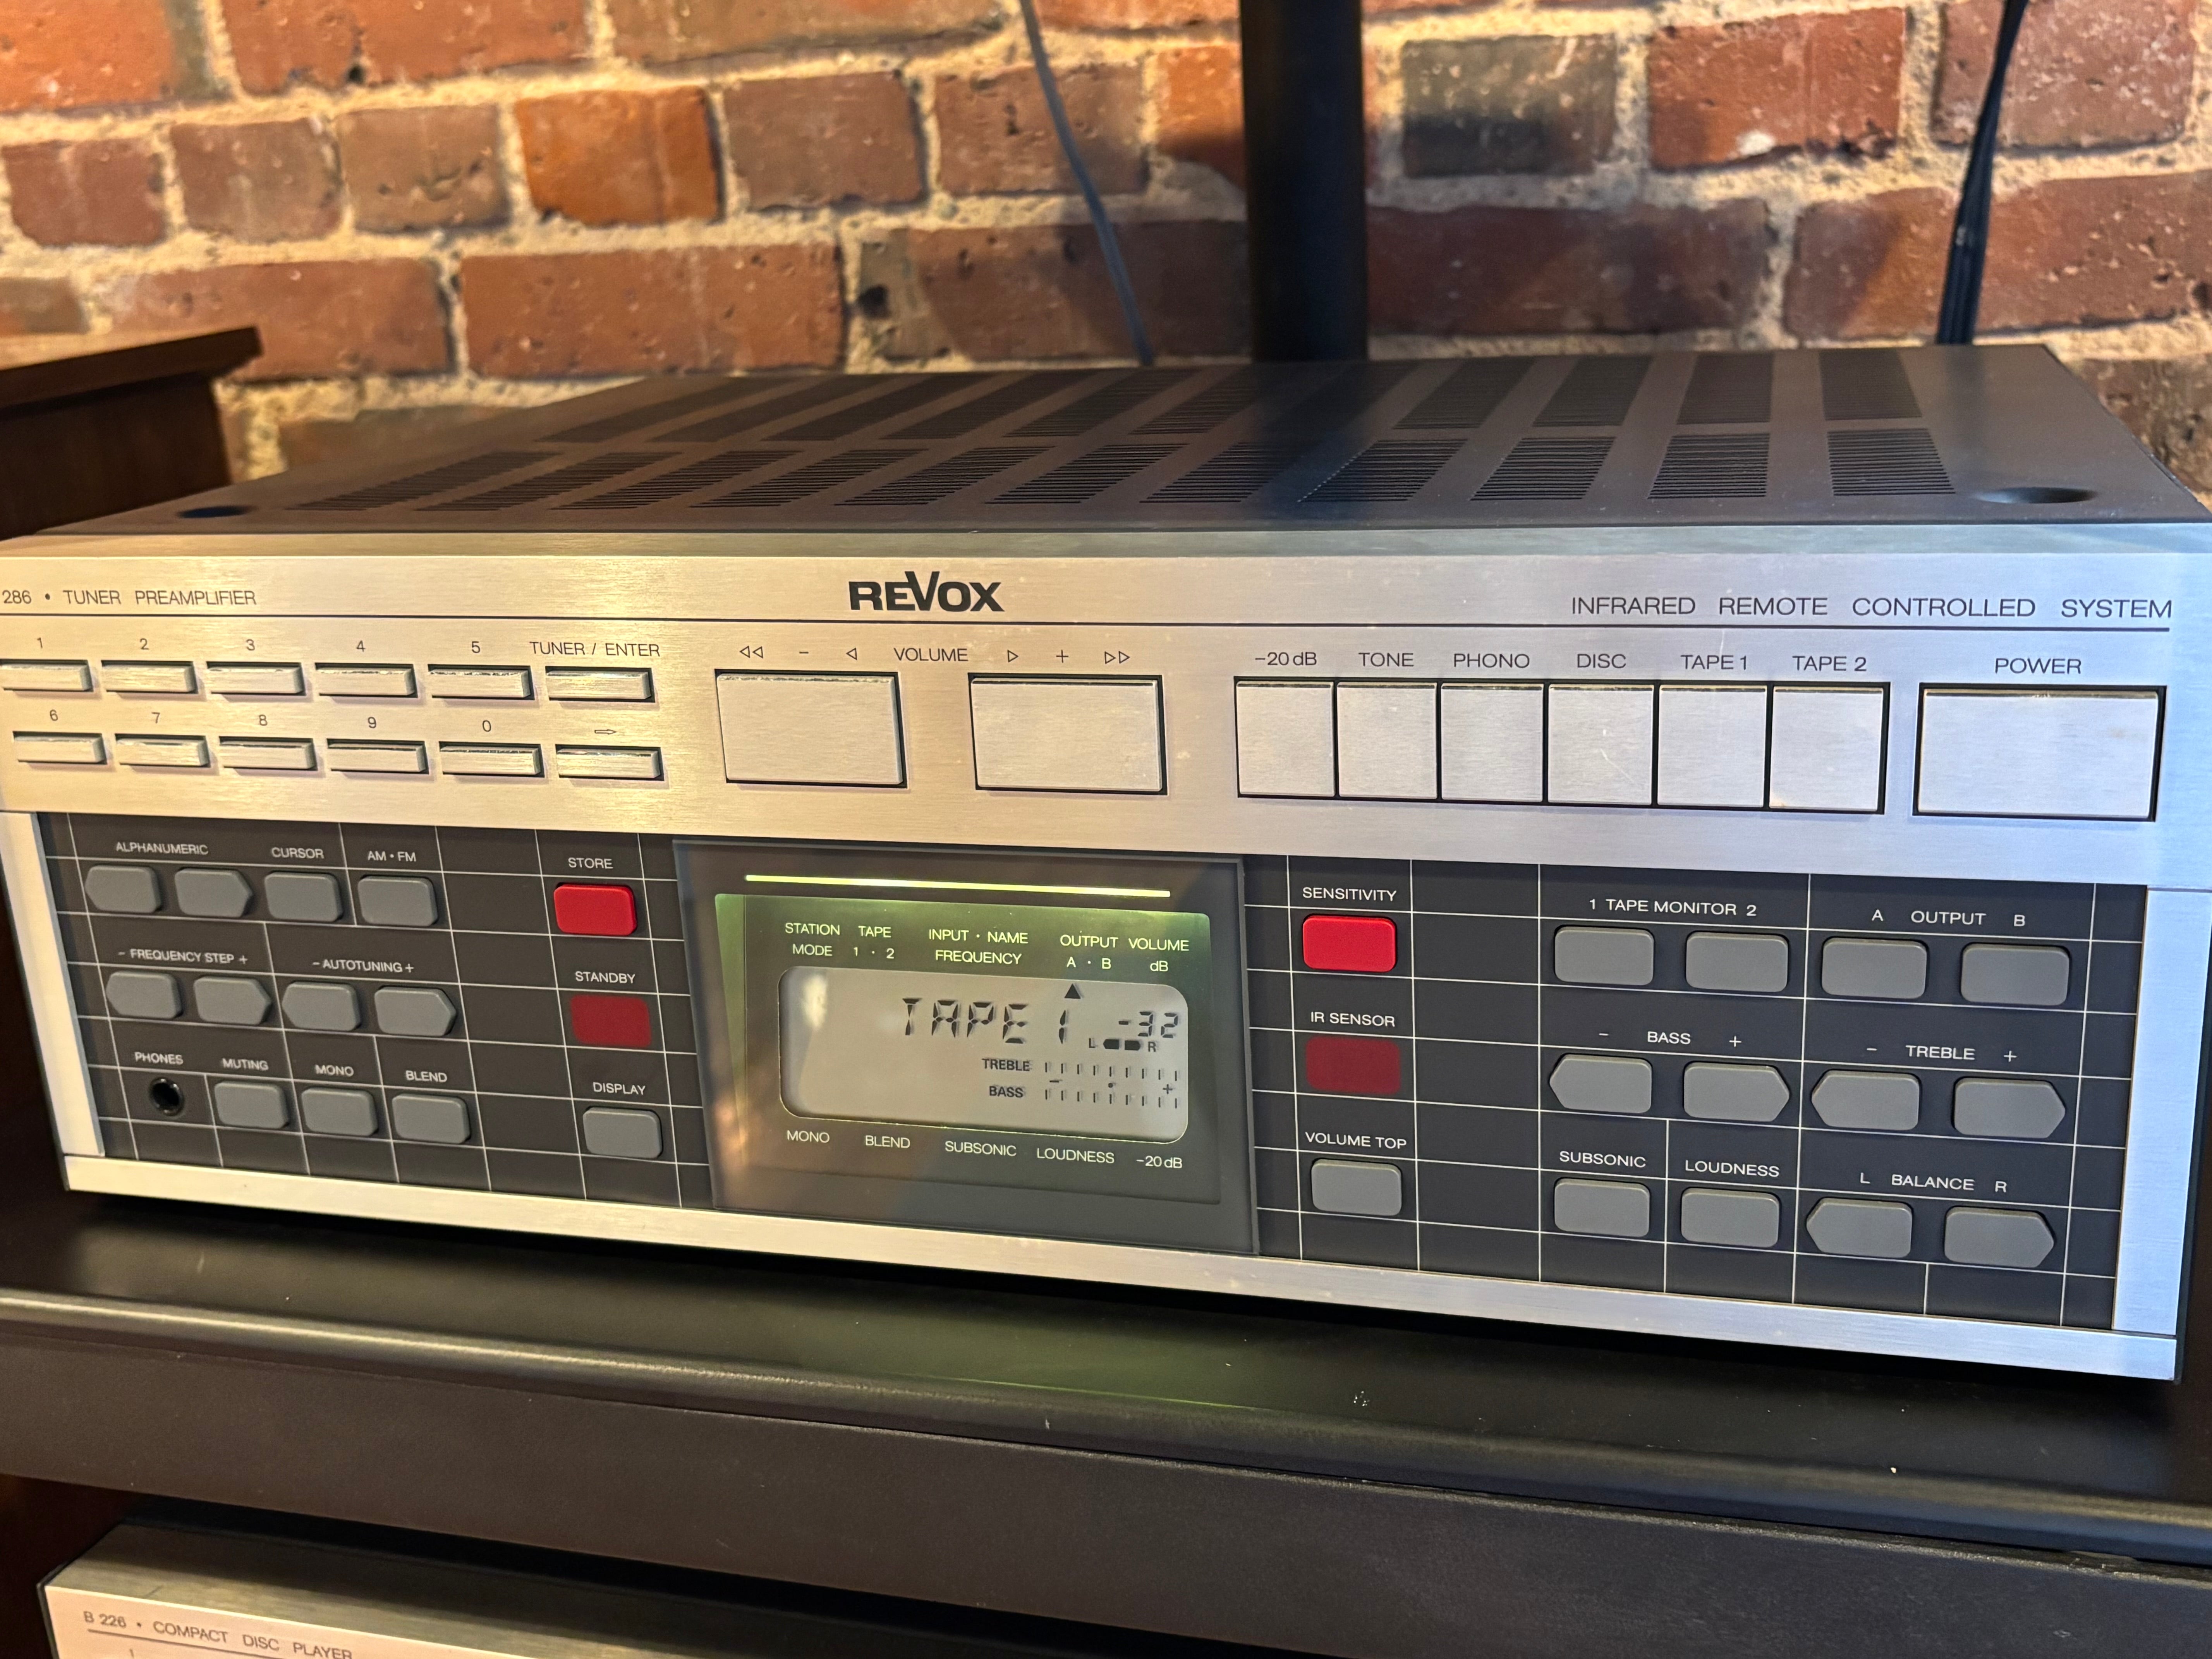 286 • TUNER PREAMPLIFIER
REVOX
INFRARED REMOTE CONTROLLED SYSTEM
1 2 3 4 5 TUNER / ENTER
− VOLUME +
-20 dB TONE PHONO DISC TAPE 1 TAPE 2 POWER
6 7 8 9 0 ⇨
ALPHANUMERIC CURSOR AM • FM
STORE
- FREQUENCY STEP +
- AUTOTUNING +
STANDBY
PHONES MUTING MONO BLEND
DISPLAY
STATION TAPE INPUT • NAME OUTPUT VOLUME
MODE 1 • 2 FREQUENCY A • B dB
TAPE 1 -32
L R
TREBLE
− +
BASS
MONO BLEND SUBSONIC LOUDNESS -20 dB
SENSITIVITY
IR SENSOR
VOLUME TOP
1 TAPE MONITOR 2
A OUTPUT B
− BASS +
− TREBLE +
SUBSONIC LOUDNESS
L BALANCE R
B 226 • COMPACT DISC PLAYER
1